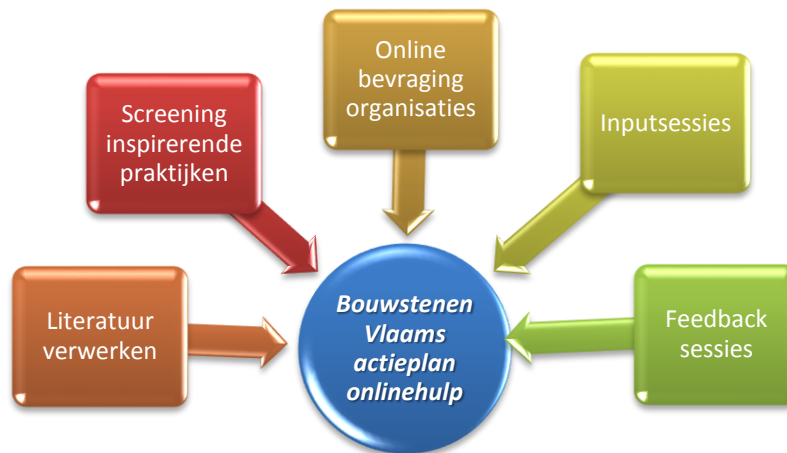 Literatuur
verwerken
Screening
inspirerende
praktijken
Online
bevraging
organisaties
Inputsessies
Feedback
sessies
Bouwstenen
Vlaams
actieplan
onlinehulp